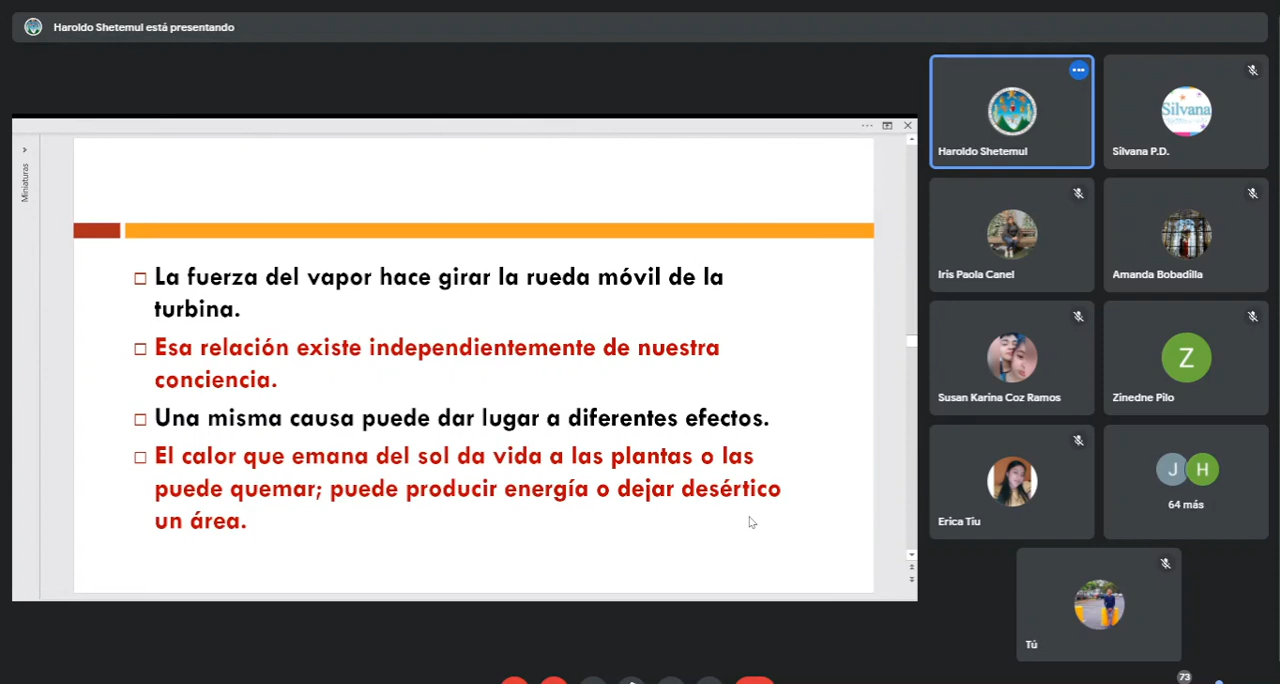 Haroldo Shetemul está presentando
Miniaturas
La fuerza del vapor hace girar la rueda móvil de la
turbina.
Esa relación existe independientemente de nuestra
conciencia.
Una misma causa puede dar lugar a diferentes efectos.
El calor que emana del sol da vida a las plantas o las
puede quemar; puede producir energía o dejar desértico
un área.
Haroldo Shetemul
Silvana
Silvana P.D.
Iris Paola Canel
Amanda Bobadilla
Susan Karina Coz Ramos
Z
Zinedne Pilo
Erica Tíu
J H
64 más
Tú
73